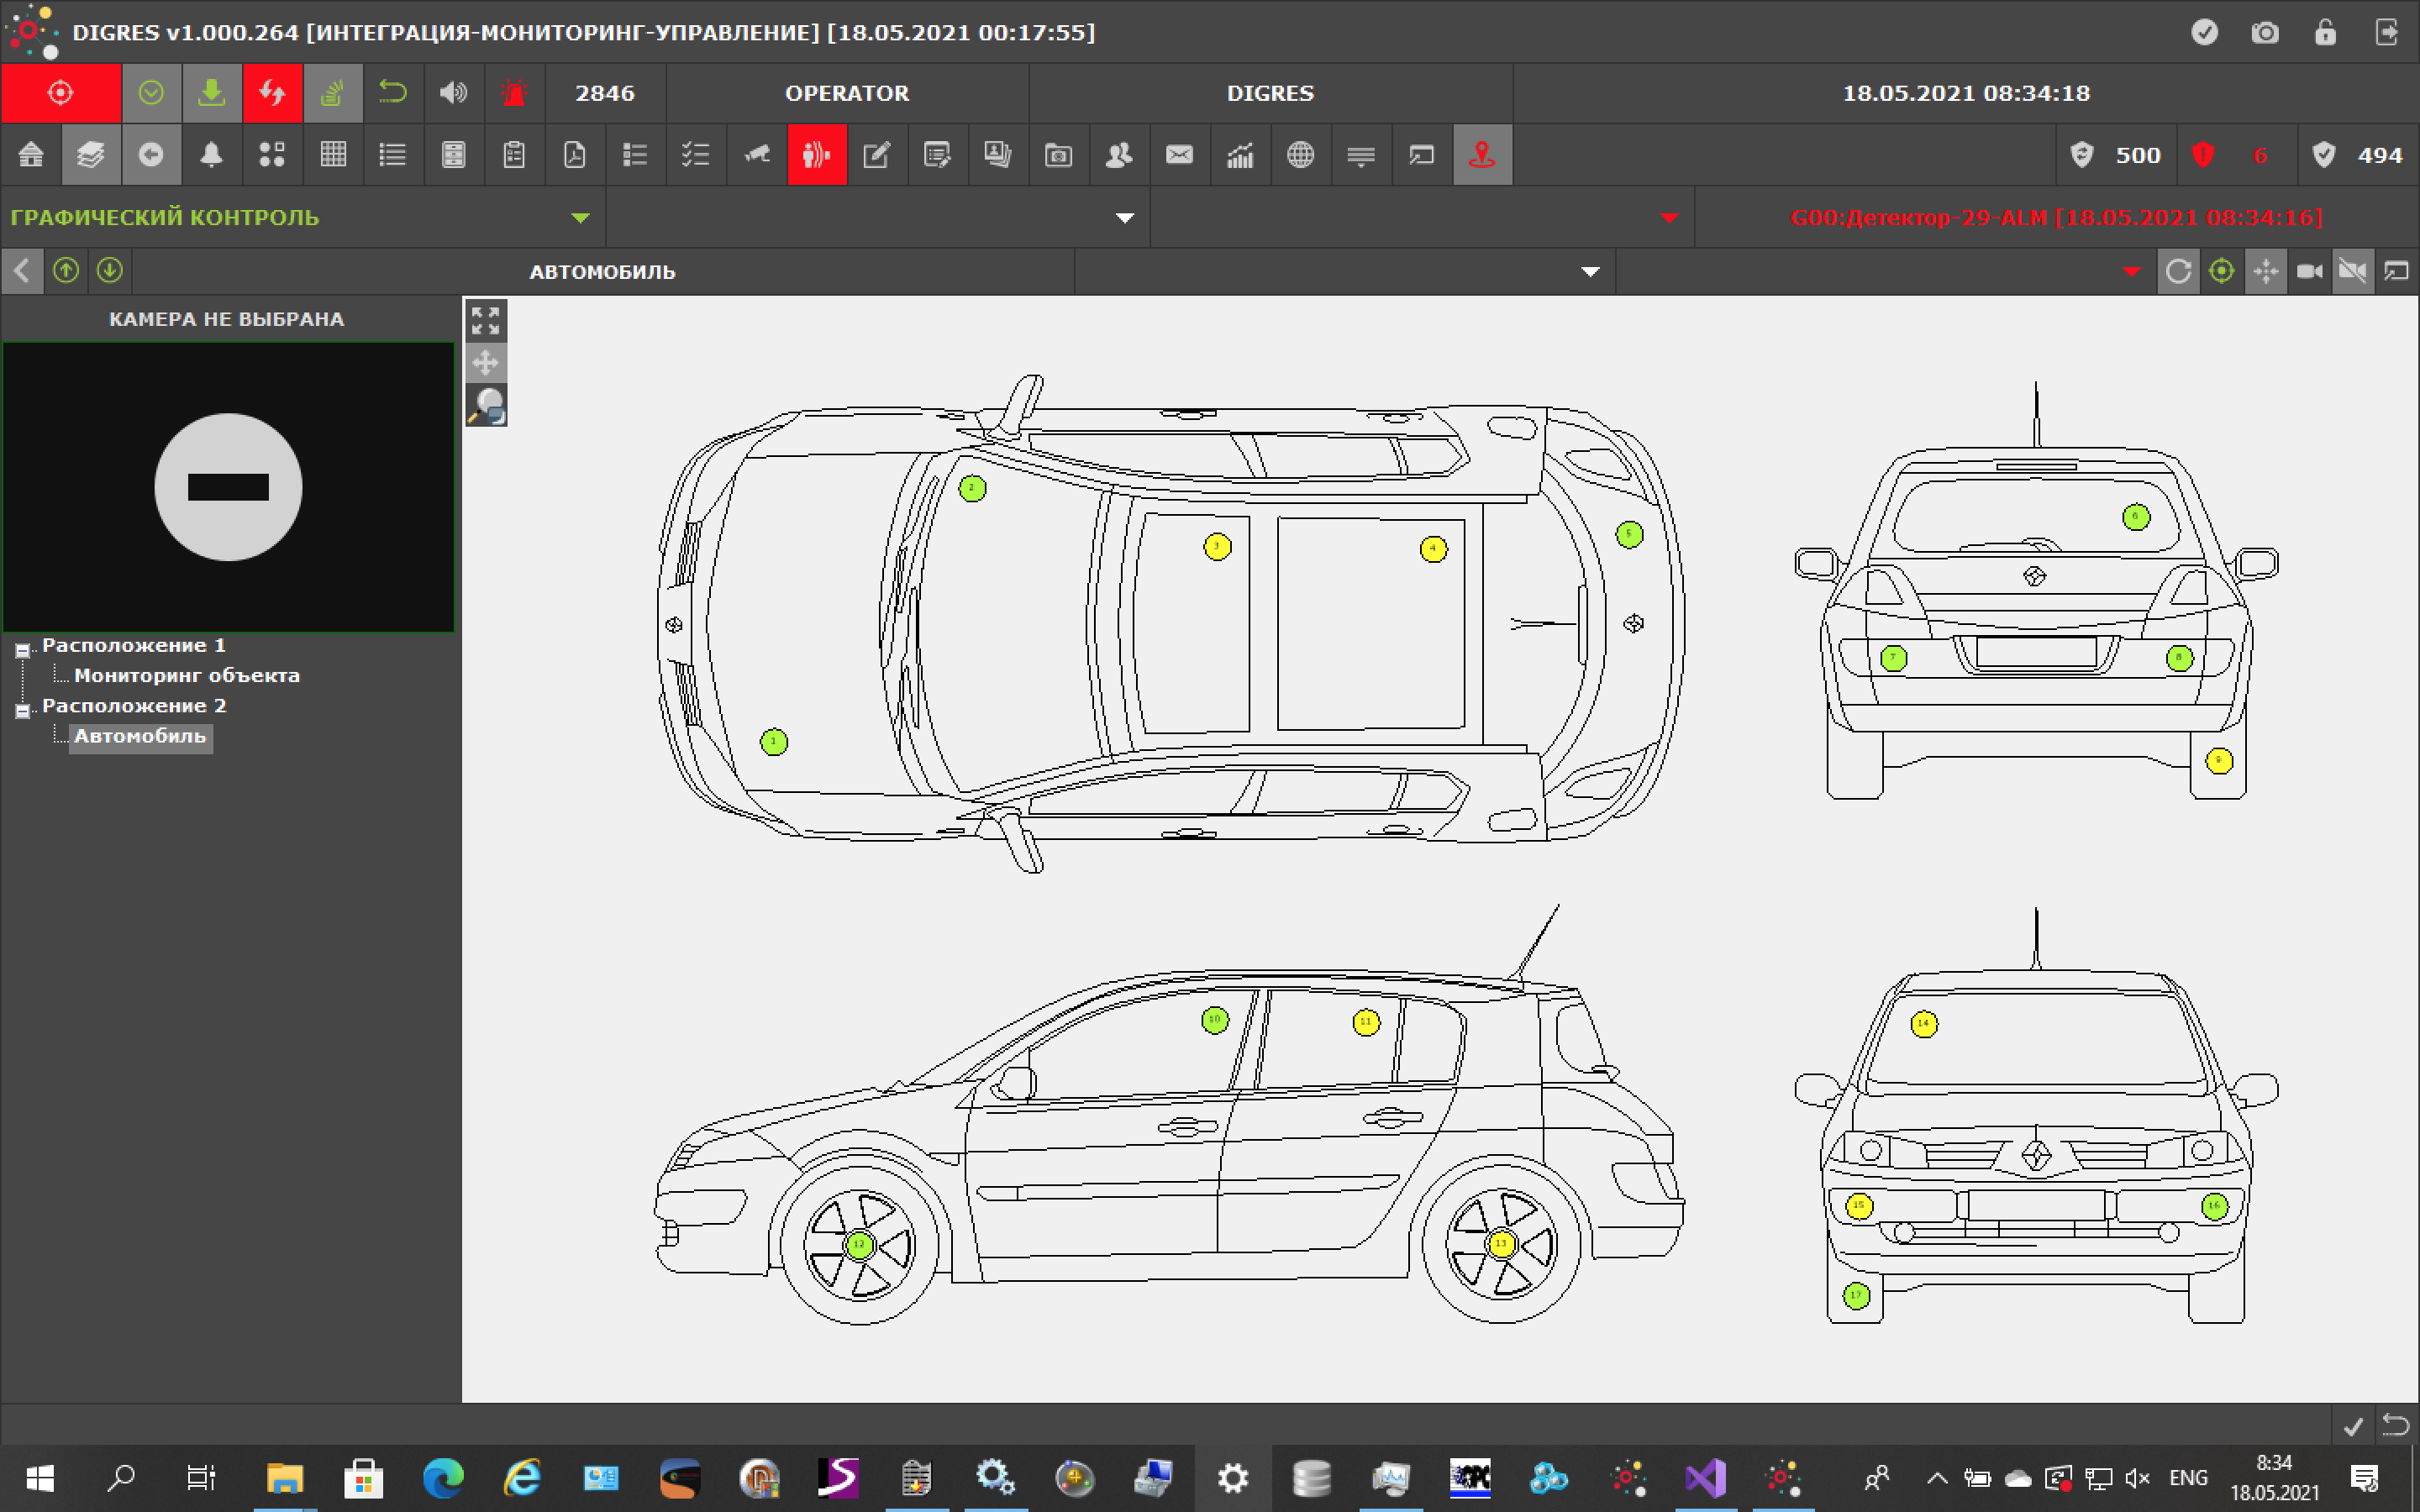 DIGRES v1.000.264 [ИНТЕГРАЦИЯ-МОНИТОРИНГ-УПРАВЛЕНИЕ] [18.05.2021 00:17:55]
2846 OPERATOR DIGRES 18.05.2021 08:34:18
500 6 494
ГРАФИЧЕСКИЙ КОНТРОЛЬ G00:Детектор-29-ALM [18.05.2021 08:34:16]
АВТОМОБИЛЬ
КАМЕРА НЕ ВЫБРАНА
Расположение 1
Мониторинг объекта
Расположение 2
Автомобиль
2
3
4
5
1
6
7
8
9
10
11
12
13
14
15
16
17
ENG
8:34
18.05.2021